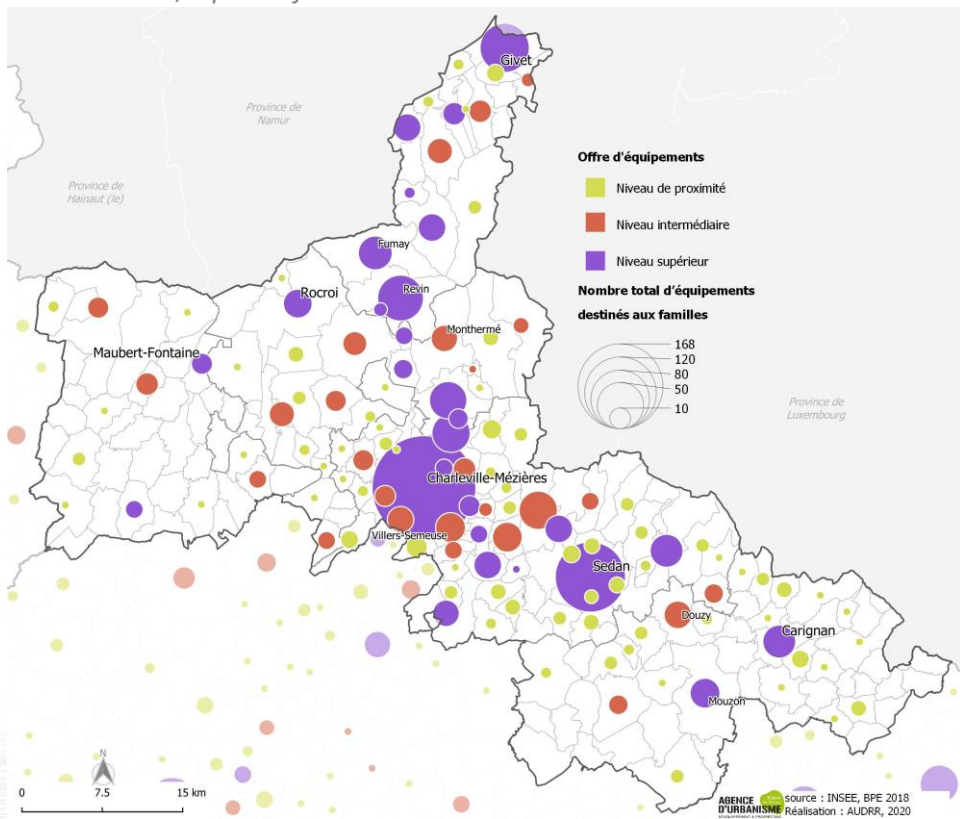 Givet
Province de
Namur
Province de
Hainaut (le)
Offre d'équipements
Niveau de proximité
Niveau intermédiaire
Niveau supérieur
Nombre total d'équipements
destinés aux familles
168
120
80
50
10
Fumay
Revin
Rocroi
Monthermé
Maubert-Fontaine
Province de
Luxembourg
Charleville-Mézières
Villers-Semeuse
Sedan
Douzy
Carignan
Mouzon
N
0 7.5 15 km
AGENCE
D'URBANISME
source : INSEE, BPE 2018
Réalisation : AUDRR, 2020